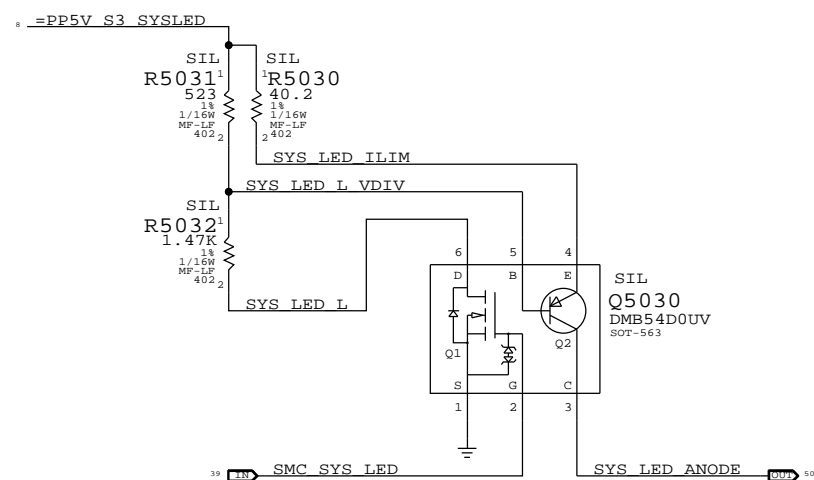 8 =PP5V_S3_SYSLED
SIL SIL
R5031 1 1 R5030
523 40.2
1% 1%
1/16W 1/16W
MF-LF MF-LF
402 2 2 402
SYS_LED_ILIM
SYS_LED_L_VDIV
SIL
R5032 1
1.47K
1%
1/16W
MF-LF
402 2
SYS_LED_L
6 5 4
D B E
SIL
Q5030
DMB54D0UV
SOT-563
Q1 Q2
S G C
1 2 3
39 IN SMC_SYS_LED SYS_LED_ANODE OUT 50